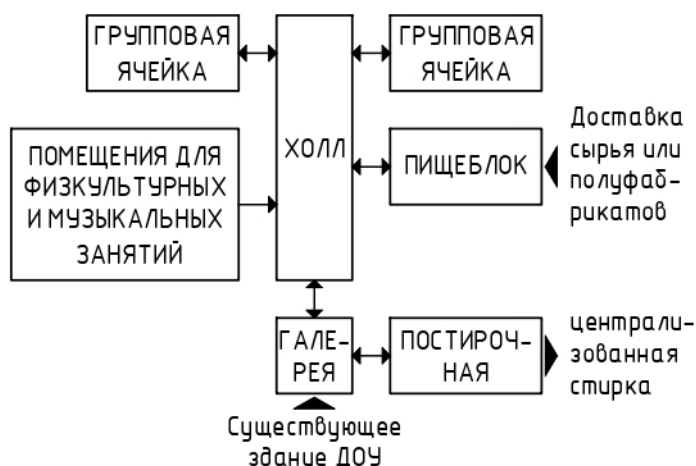 ГРУППОВАЯ
ЯЧЕЙКА
ГРУППОВАЯ
ЯЧЕЙКА
ХОЛЛ
ПОМЕЩЕНИЯ ДЛЯ
ФИЗКУЛЬТУРНЫХ
И МУЗЫКАЛЬНЫХ
ЗАНЯТИЙ
ПИЩЕБЛОК
Доставка
сырья или
полуфаб-
рикатов
ГАЛЕ-
РЕЯ
ПОСТИРОЧ-
НАЯ
централи-
зованная
стирка
Существующее
здание ДОУ